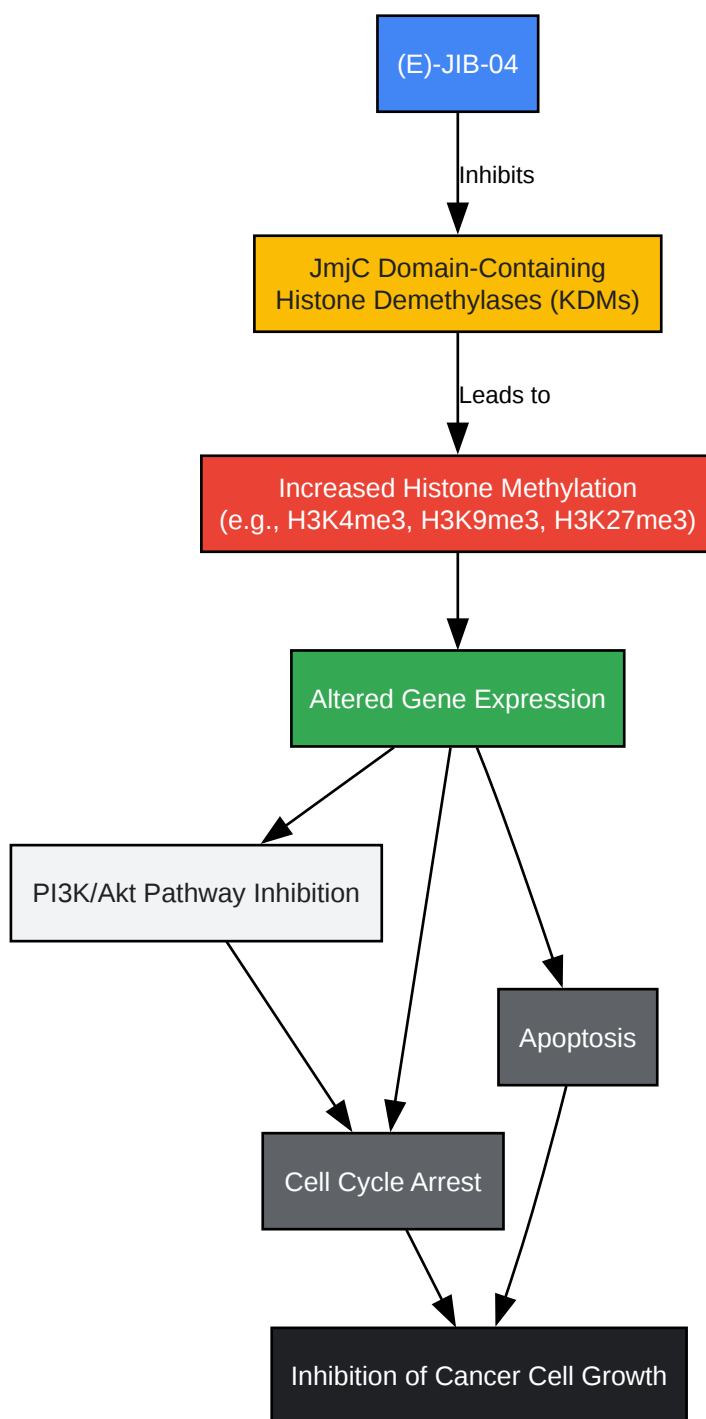 (E)-JIB-04
Inhibits
JmjC Domain-Containing
Histone Demethylases (KDMs)
Leads to
Increased Histone Methylation
(e.g., H3K4me3, H3K9me3, H3K27me3)
Altered Gene Expression
PI3K/Akt Pathway Inhibition
Apoptosis
Cell Cycle Arrest
Inhibition of Cancer Cell Growth